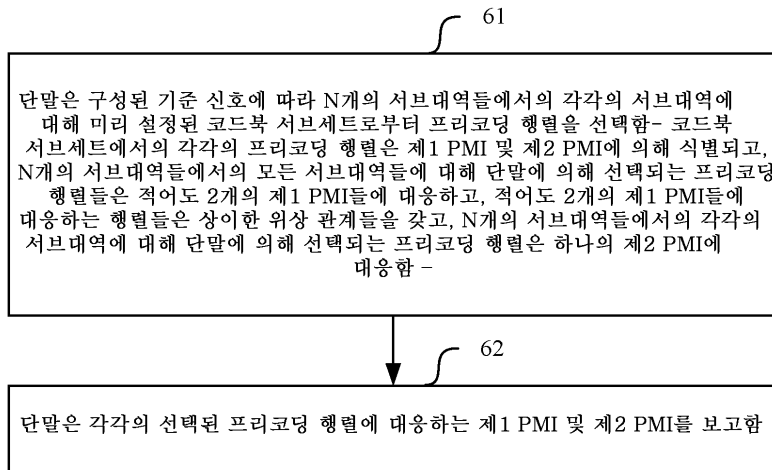 61
단말은 구성된 기준 신호에 따라 N개의 서브대역들에서의 각각의 서브대역에
대해 미리 설정된 코드북 서브세트로부터 프리코딩 행렬을 선택함- 코드북
서브세트에서의 각각의 프리코딩 행렬은 제1 PMI 및 제2 PMI에 의해 식별되고,
N개의 서브대역들에서의 모든 서브대역들에 대해 단말에 의해 선택되는 프리코딩
행렬들은 적어도 2개의 제1 PMI들에 대응하고, 적어도 2개의 제1 PMI들에
대응하는 행렬들은 상이한 위상 관계들을 갖고, N개의 서브대역들에서의 각각의
서브대역에 대해 단말에 의해 선택되는 프리코딩 행렬은 하나의 제2 PMI에
대응함 –
62
단말은 각각의 선택된 프리코딩 행렬에 대응하는 제1 PMI 및 제2 PMI를 보고함